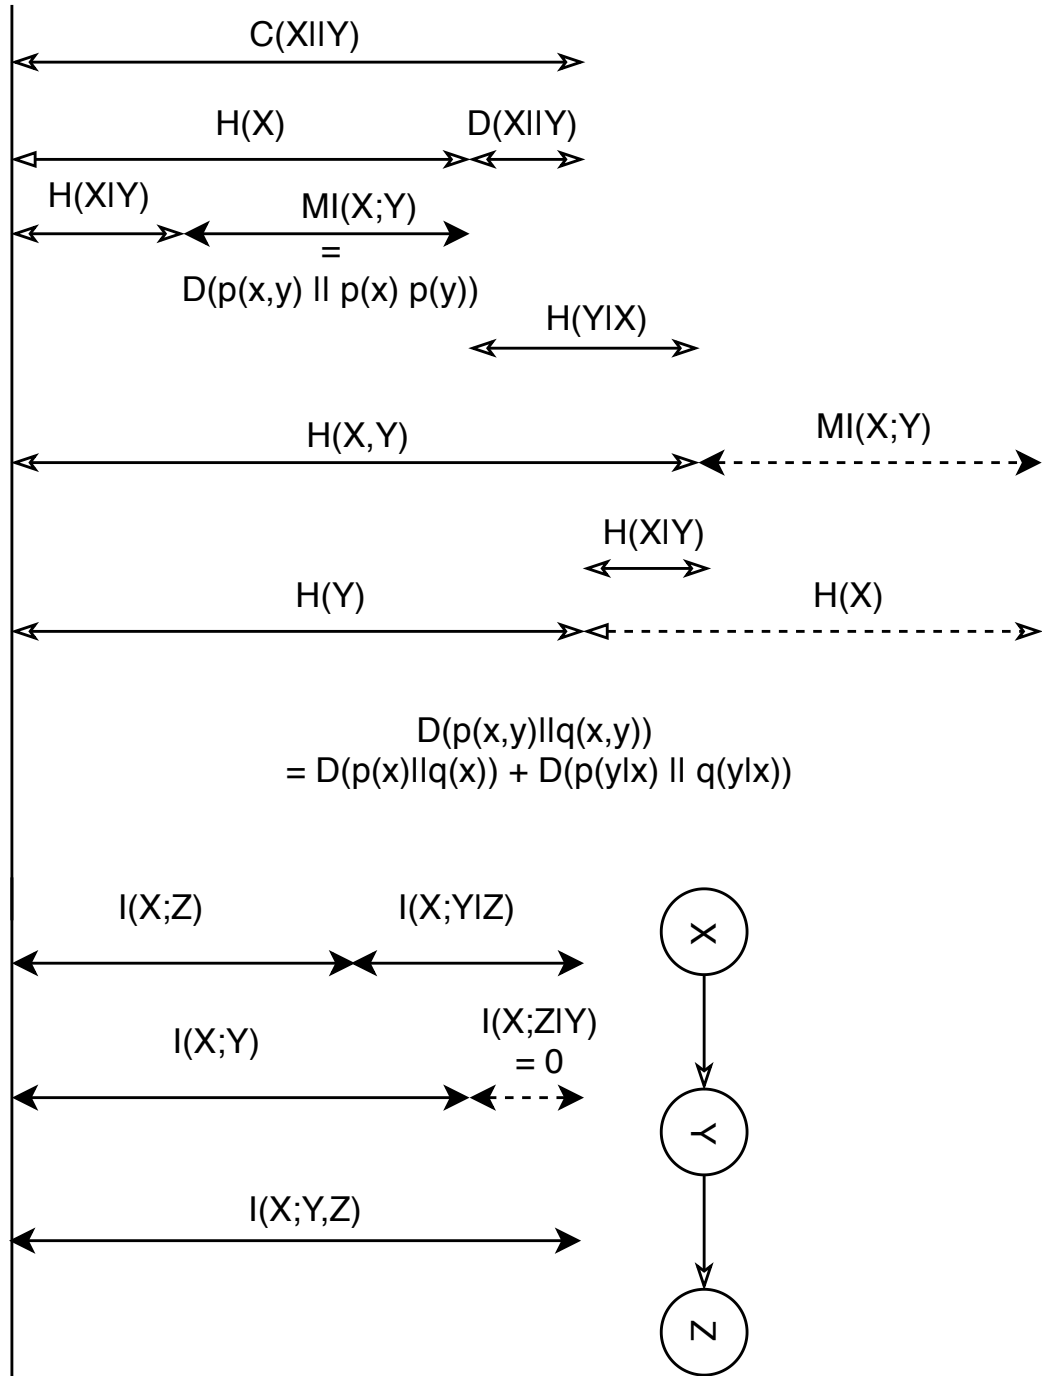 C(X||Y)
H(X)
D(X||Y)
H(X|Y)
MI(X;Y)
=
D(p(x,y) || p(x) p(y))
H(Y|X)
H(X,Y)
MI(X;Y)
H(X|Y)
H(Y)
H(X)
D(p(x,y)||q(x,y))
= D(p(x)||q(x)) + D(p(y|x) || q(y|x))
I(X;Z)
I(X;Y|Z)
X
I(X;Y)
I(X;Z|Y)
= 0
Y
I(X;Y,Z)
Z